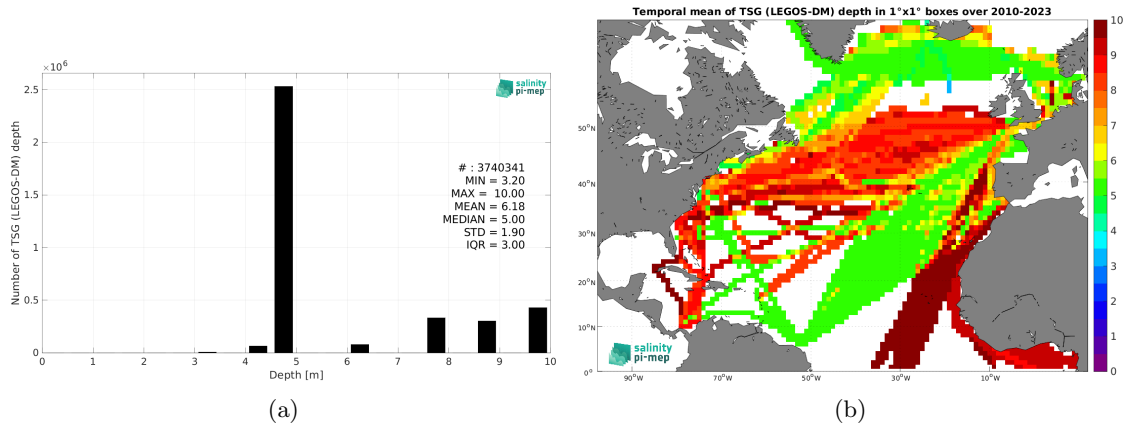 ×10⁶
2.5
2
1.5
1
0.5
0
Number of TSG (LEGOS-DM) depth
salinity
pi-mep
# : 3740341
MIN = 3.20
MAX = 10.00
MEAN = 6.18
MEDIAN = 5.00
STD = 1.90
IQR = 3.00
0 1 2 3 4 5 6 7 8 9 10
Depth [m]
(a)
Temporal mean of TSG (LEGOS-DM) depth in 1°x1° boxes over 2010-2023
50°N
40°N
30°N
20°N
10°N
0°
90°W 70°W 50°W 30°W 10°W
salinity
pi-mep
10
9
8
7
6
5
4
3
2
1
0
(b)